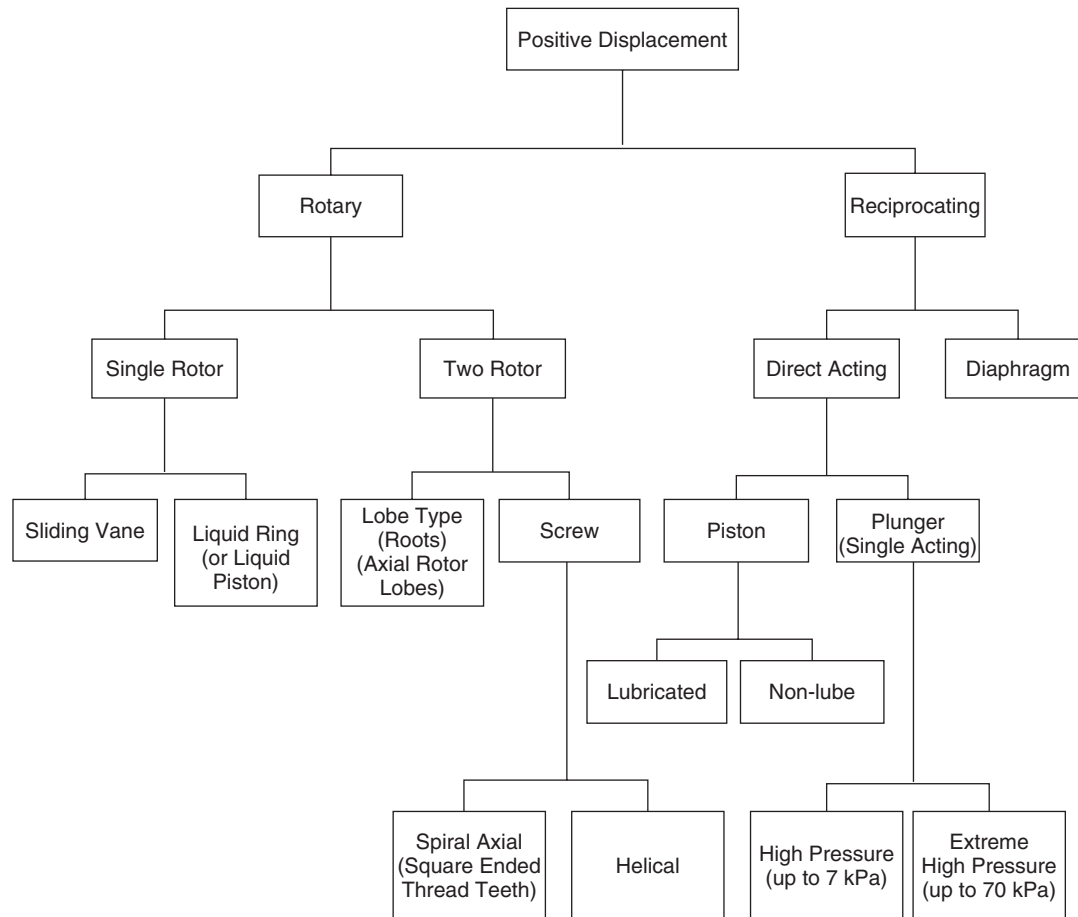 Positive Displacement
Rotary
Reciprocating
Single Rotor
Two Rotor
Direct Acting
Diaphragm
Sliding Vane
Liquid Ring
(or Liquid
Piston)
Lobe Type
(Roots)
(Axial Rotor
Lobes)
Screw
Piston
Plunger
(Single Acting)
Lubricated
Non-lube
Spiral Axial
(Square Ended
Thread Teeth)
Helical
High Pressure
(up to 7 kPa)
Extreme
High Pressure
(up to 70 kPa)